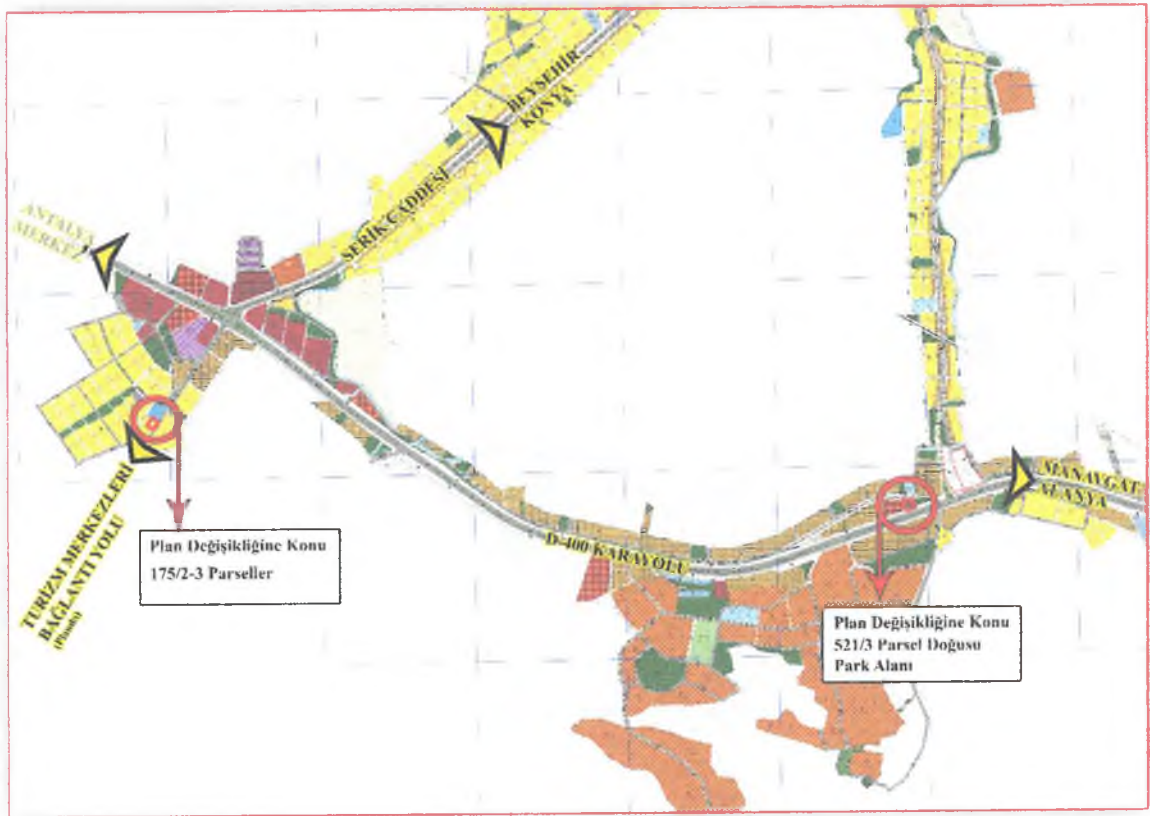 BEYŞEHİR
KONYA
SERİK CADDESİ
ANTALYA
MERKEZ
TURİZM MERKEZLERİ
BAĞLANTI YOLU
(Planlı)
Plan Değişikliğine Konu
175/2-3 Parseller
D-400 KARAYOLU
MANAVGAT
ALANYA
Plan Değişikliğine Konu
521/3 Parsel Doğusu
Park Alanı